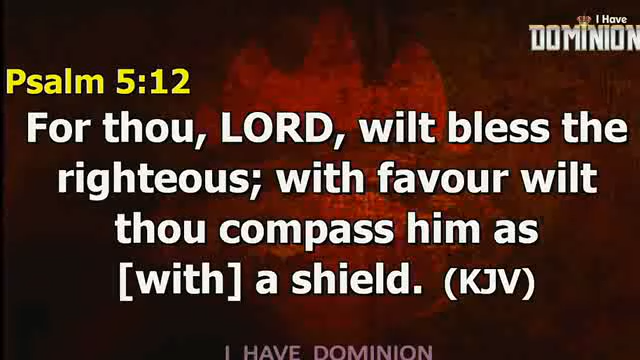 I Have
DOMINION
Psalm 5:12
For thou, LORD, wilt bless the
righteous; with favour wilt
thou compass him as
[with] a shield. (KJV)
I HAVE DOMINION